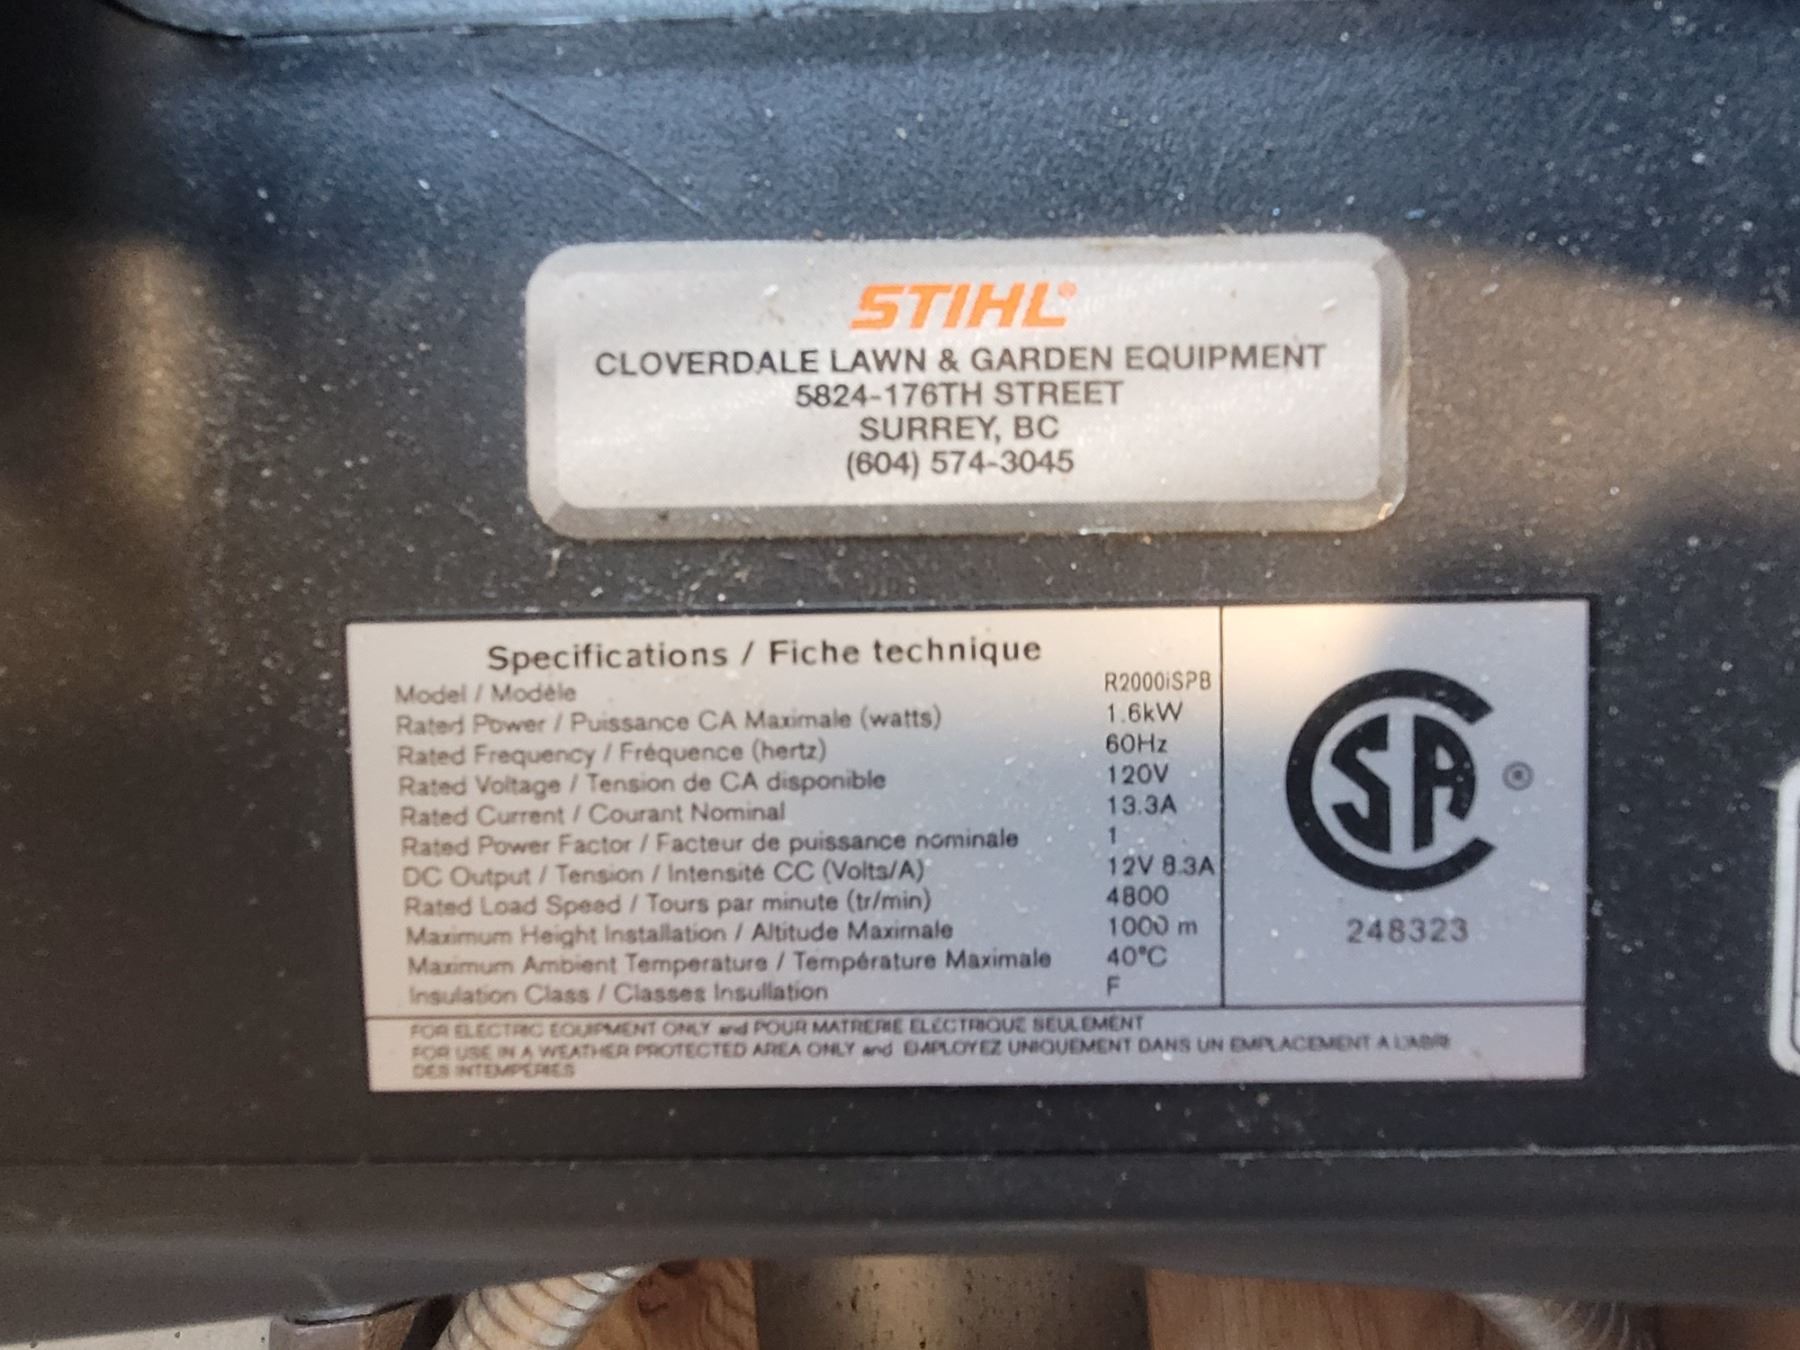 STIHL®
CLOVERDALE LAWN & GARDEN EQUIPMENT
5824-176TH STREET
SURREY, BC
(604) 574-3045
Specifications / Fiche technique
Model / Modèle R2000iSPB
Rated Power / Puissance CA Maximale (watts) 1.6kW
Rated Frequency / Fréquence (hertz) 60Hz
Rated Voltage / Tension de CA disponible 120V
Rated Current / Courant Nominal 13.3A
Rated Power Factor / Facteur de puissance nominale 1
DC Output / Tension / Intensité CC (Volts/A) 12V 8.3A
Rated Load Speed / Tours par minute (tr/min) 4800
Maximum Height Installation / Altitude Maximale 1000 m
Maximum Ambient Temperature / Température Maximale 40°C
Insulation Class / Classes Insullation F
CSA ®
248323
FOR ELECTRIC EQUIPMENT ONLY and POUR MATRERIE ELECTRIQUE SEULEMENT
FOR USE IN A WEATHER PROTECTED AREA ONLY and EMPLOYEZ UNIQUEMENT DANS UN EMPLACEMENT A L'ABRI
DES INTEMPERIES